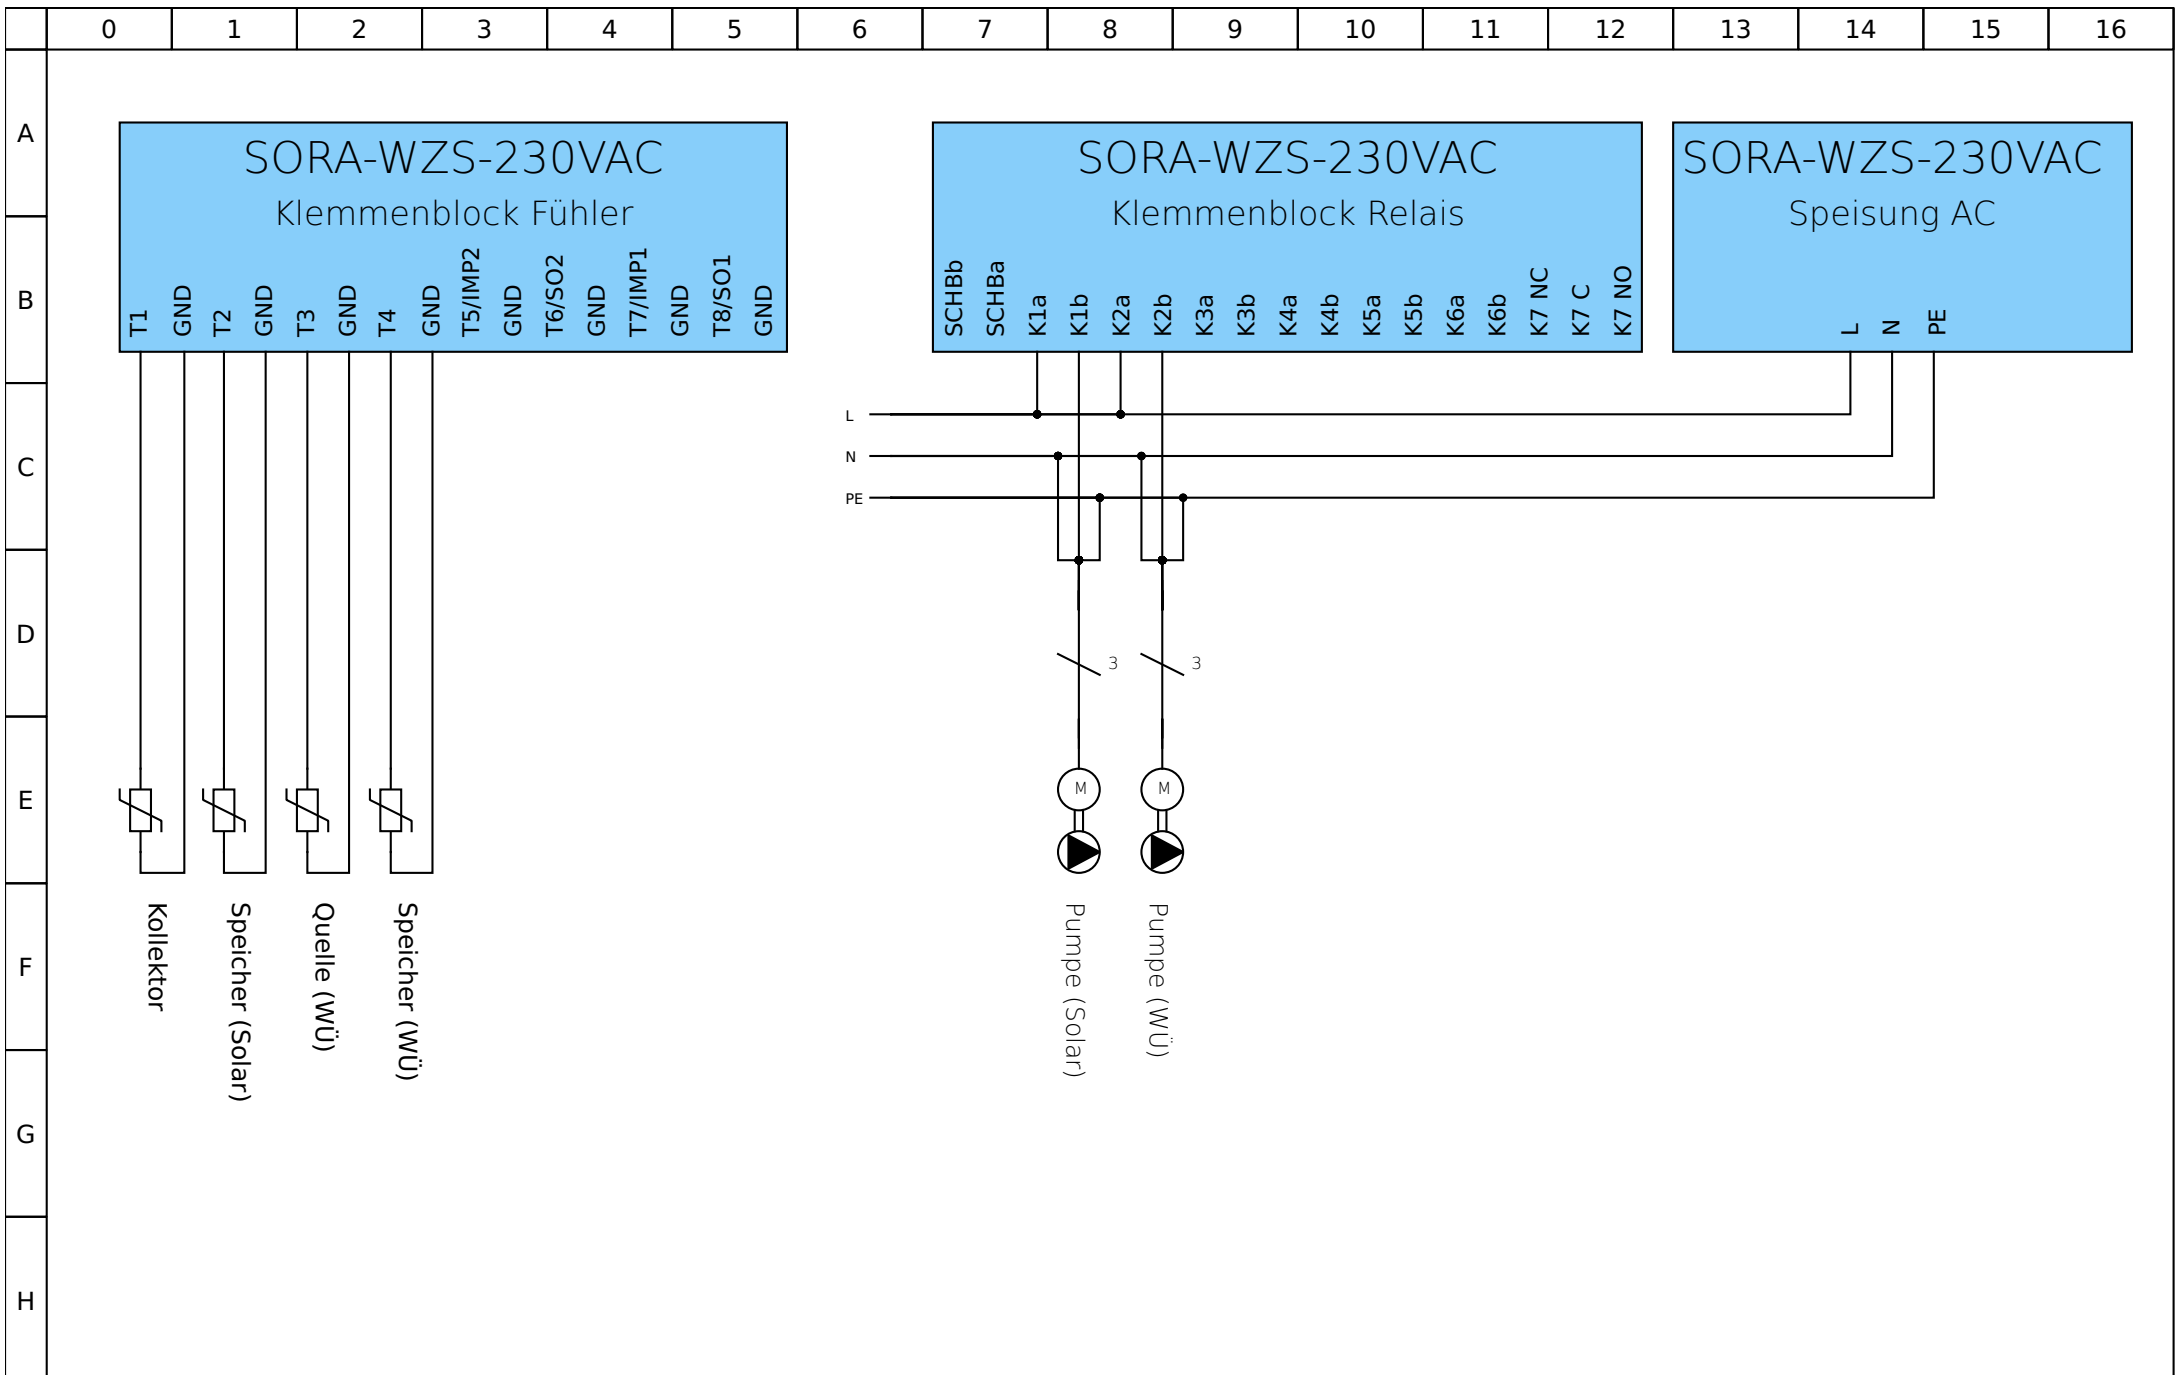 0 1 2 3 4 5 6 7 8 9 10 11 12 13 14 15 16
A
B
C
D
E
F
G
H
SORA-WZS-230VAC
Klemmenblock Fühler
T1
GND
T2
GND
T3
GND
T4
GND
T5/IMP2
GND
T6/SO2
GND
T7/IMP1
GND
T8/SO1
GND
SORA-WZS-230VAC
Klemmenblock Relais
SCHBb
SCHBa
K1a
K1b
K2a
K2b
K3a
K3b
K4a
K4b
K5a
K5b
K6a
K6b
K7 NC
K7 C
K7 NO
SORA-WZS-230VAC
Speisung AC
L
N
PE
L
N
PE
3
3
M
M
Kollektor
Speicher (Solar)
Quelle (WÜ)
Speicher (WÜ)
Pumpe (Solar)
Pumpe (WÜ)